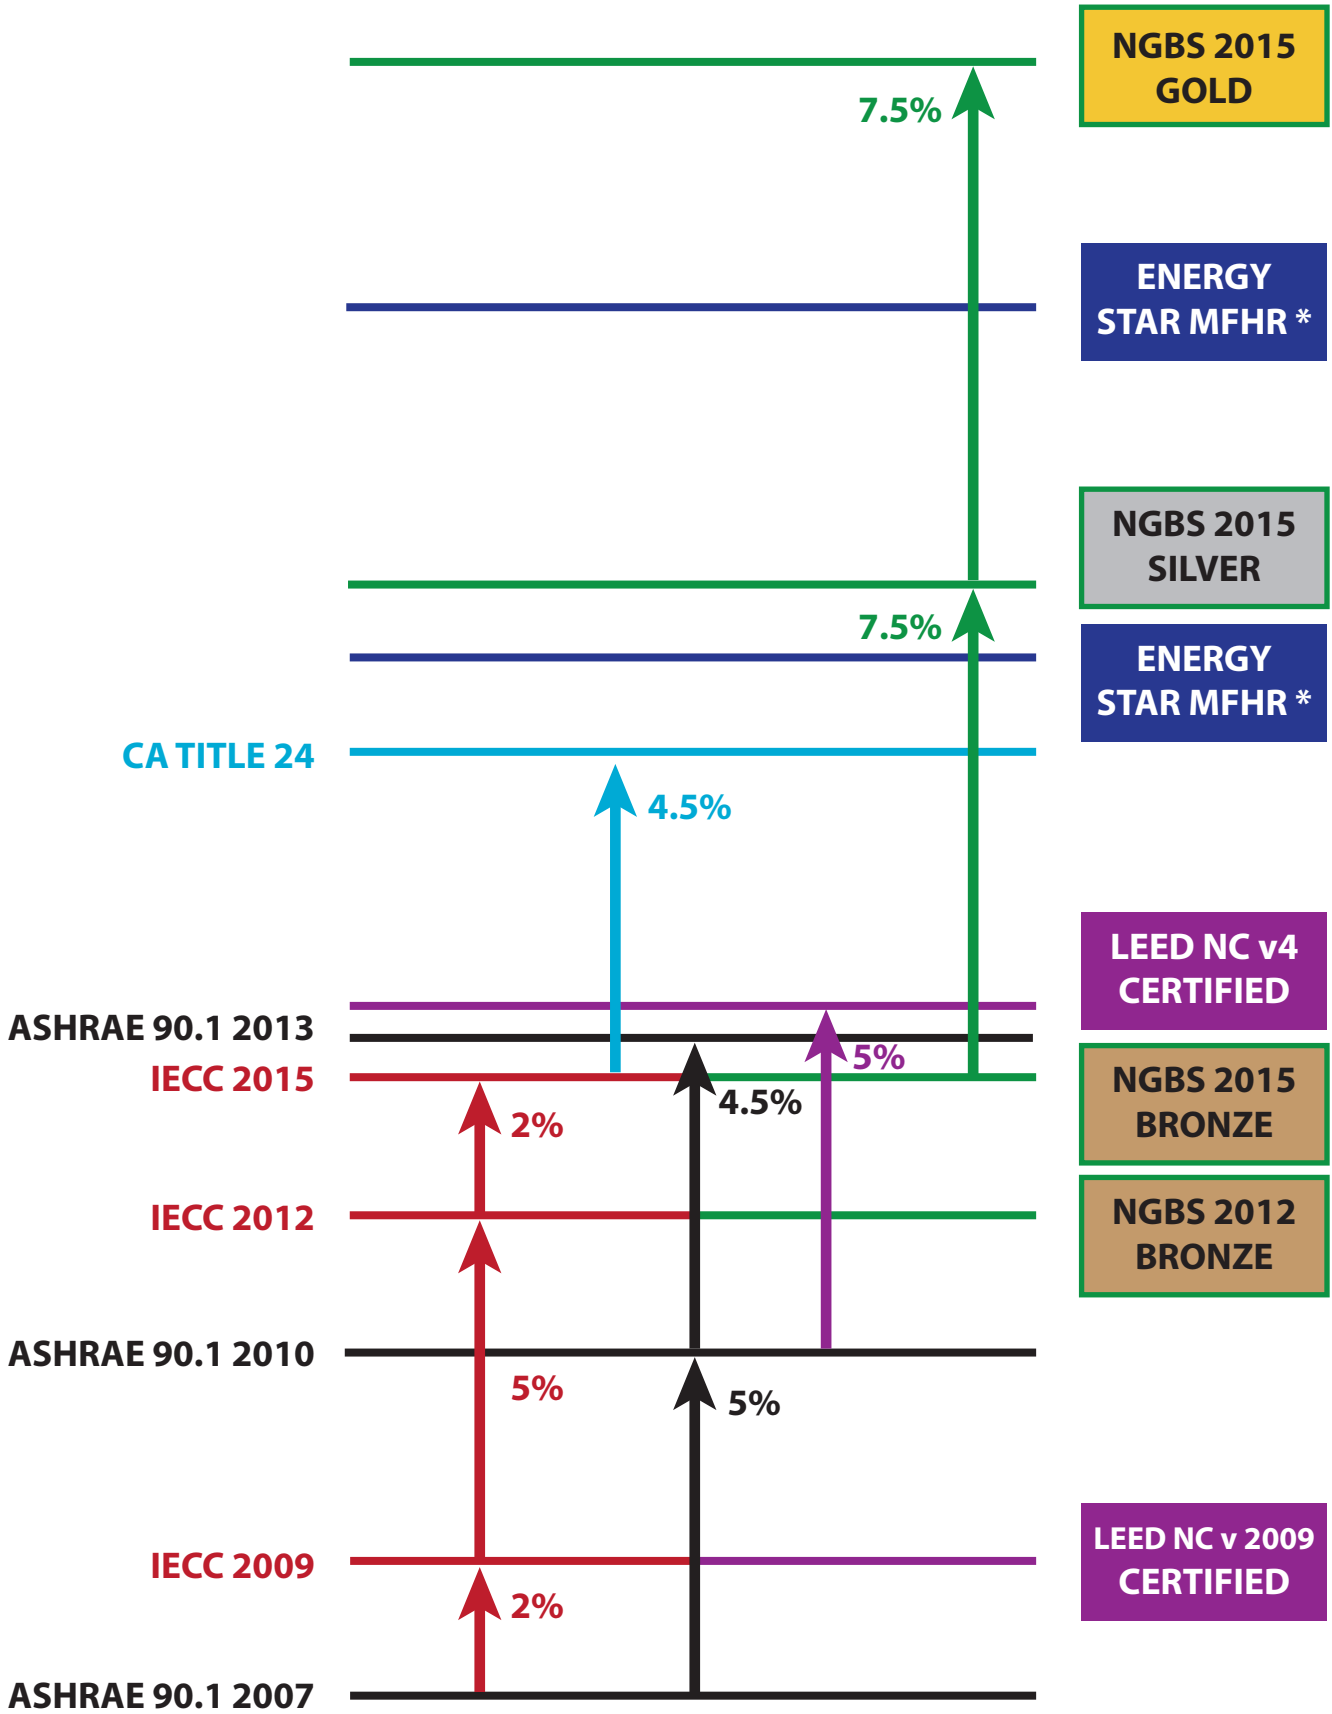 NGBS 2015
GOLD
7.5%
ENERGY
STAR MFHR *
NGBS 2015
SILVER
7.5%
ENERGY
STAR MFHR *
CA TITLE 24
4.5%
LEED NC v4
CERTIFIED
ASHRAE 90.1 2013
5%
IECC 2015
4.5%
2%
NGBS 2015
BRONZE
IECC 2012
NGBS 2012
BRONZE
ASHRAE 90.1 2010
5%
5%
LEED NC v 2009
CERTIFIED
IECC 2009
2%
ASHRAE 90.1 2007